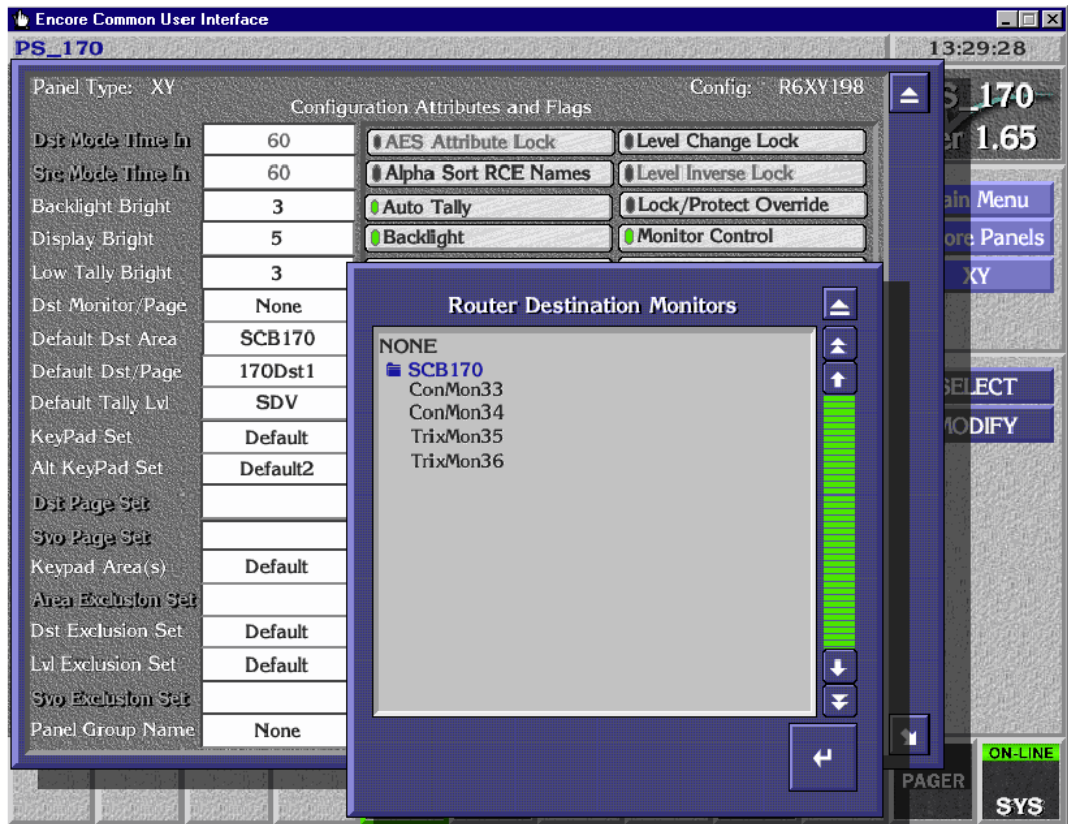 Encore Common User Interface
PS_170
13:29:28
Panel Type: XY
Config: R6XY198
Configuration Attributes and Flags
_170
1.65
Dst Mode Time In 60
Src Mode Time In 60
Backlight Bright 3
Display Bright 5
Low Tally Bright 3
Dst Monitor/Page None
Default Dst Area SCB170
Default Dst/Page 170Dst1
Default Tally Lvl SDV
KeyPad Set Default
Alt KeyPad Set Default2
Dst Page Set
Svo Page Set
Keypad Area(s) Default
Area Exclusion Set
Dst Exclusion Set Default
Lvl Exclusion Set Default
Svo Exclusion Set
Panel Group Name None
AES Attribute Lock
Level Change Lock
Alpha Sort RCE Names
Level Inverse Lock
Auto Tally
Lock/Protect Override
Backlight
Monitor Control
Router Destination Monitors
NONE
SCB170
ConMon33
ConMon34
TrixMon35
TrixMon36
ain Menu
ore Panels
XY
ELECT
MODIFY
PAGER
ON-LINE
SYS